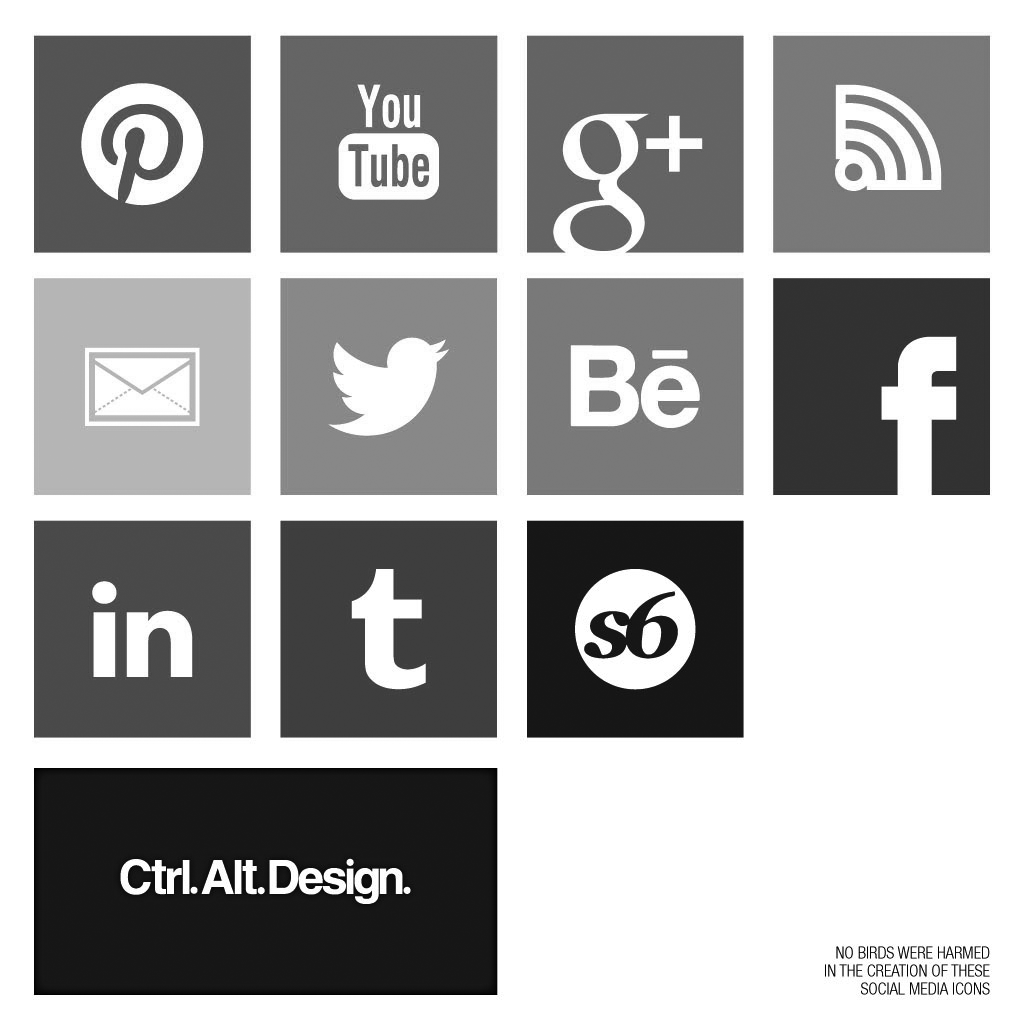 You
Tube
g+
Bē
f
in
t
s6
Ctrl. Alt. Design.
NO BIRDS WERE HARMED
IN THE CREATION OF THESE
SOCIAL MEDIA ICONS